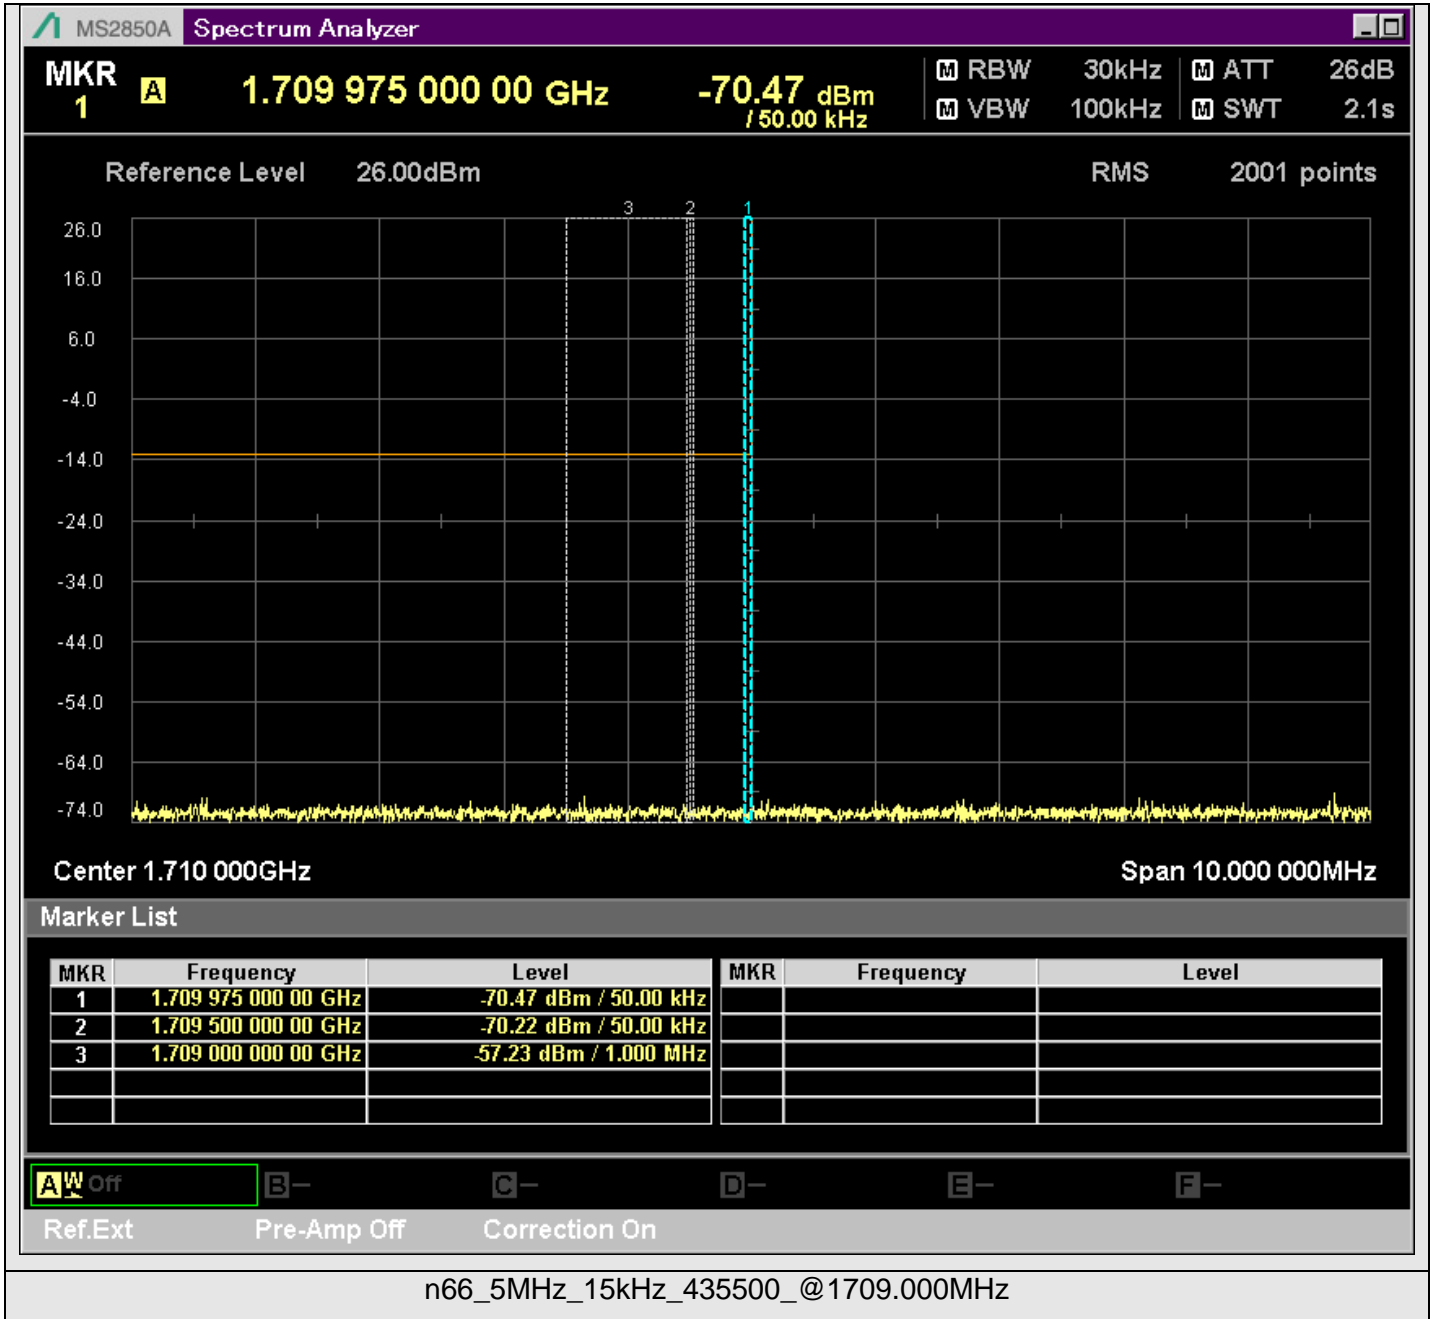 MS2850A Spectrum Analyzer
MKR 1 A 1.709 975 000 00 GHz -70.47 dBm / 50.00 kHz
M RBW 30kHz M ATT 26dB
M VBW 100kHz M SWT 2.1s
Reference Level 26.00dBm RMS 2001 points
3 2 1
26.0
16.0
6.0
-4.0
-14.0
-24.0
-34.0
-44.0
-54.0
-64.0
-74.0
Center 1.710 000GHz Span 10.000 000MHz
Marker List
MKR Frequency Level MKR Frequency Level
1 1.709 975 000 00 GHz -70.47 dBm / 50.00 kHz
2 1.709 500 000 00 GHz -70.22 dBm / 50.00 kHz
3 1.709 000 000 00 GHz -57.23 dBm / 1.000 MHz
A W Off B – C – D – E – F –
Ref.Ext Pre-Amp Off Correction On
n66_5MHz_15kHz_435500_@1709.000MHz